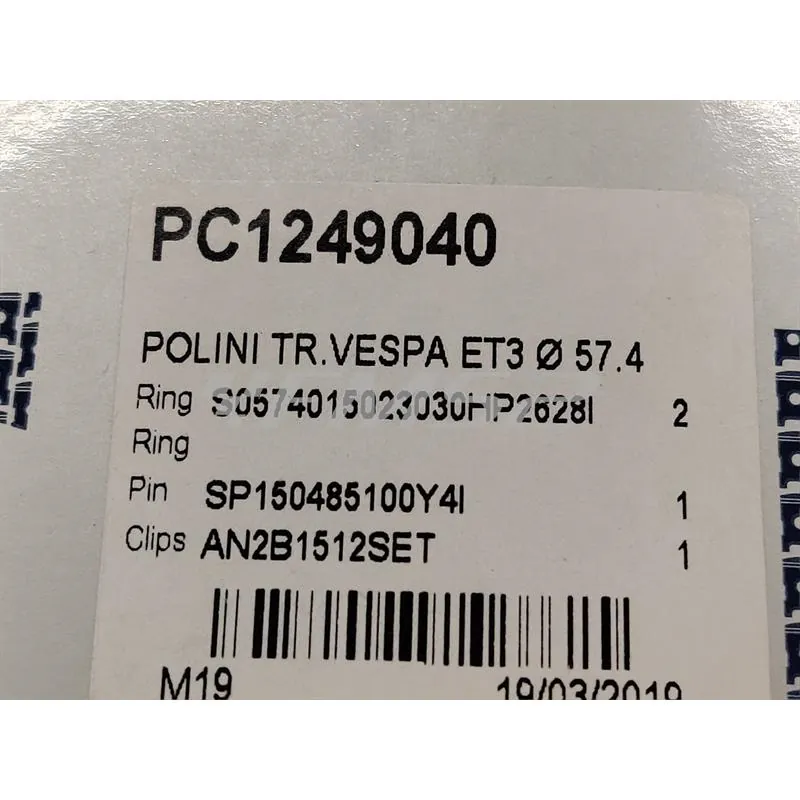 PC1249040
POLINI TR.VESPA ET3 Ø 57.4
Ring S0574015023030HP2628I 2
Ring
Pin SP150485100Y4I 1
Clips AN2B1512SET 1
M19 19/03/2019